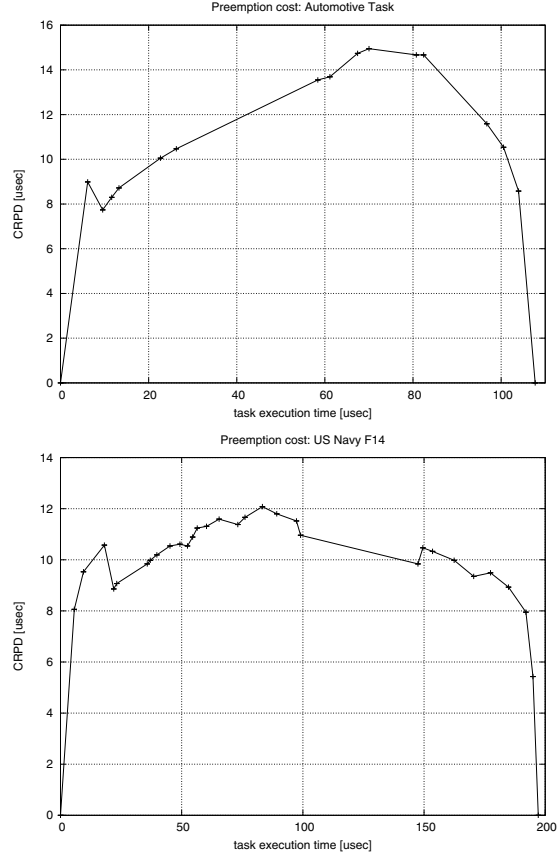 Preemption cost: Automotive Task
16
14
12
10
8
6
4
2
0
CRPD [usec]
0 20 40 60 80 100
task execution time [usec]
Preemption cost: US Navy F14
14
12
10
8
6
4
2
0
CRPD [usec]
0 50 100 150 200
task execution time [usec]